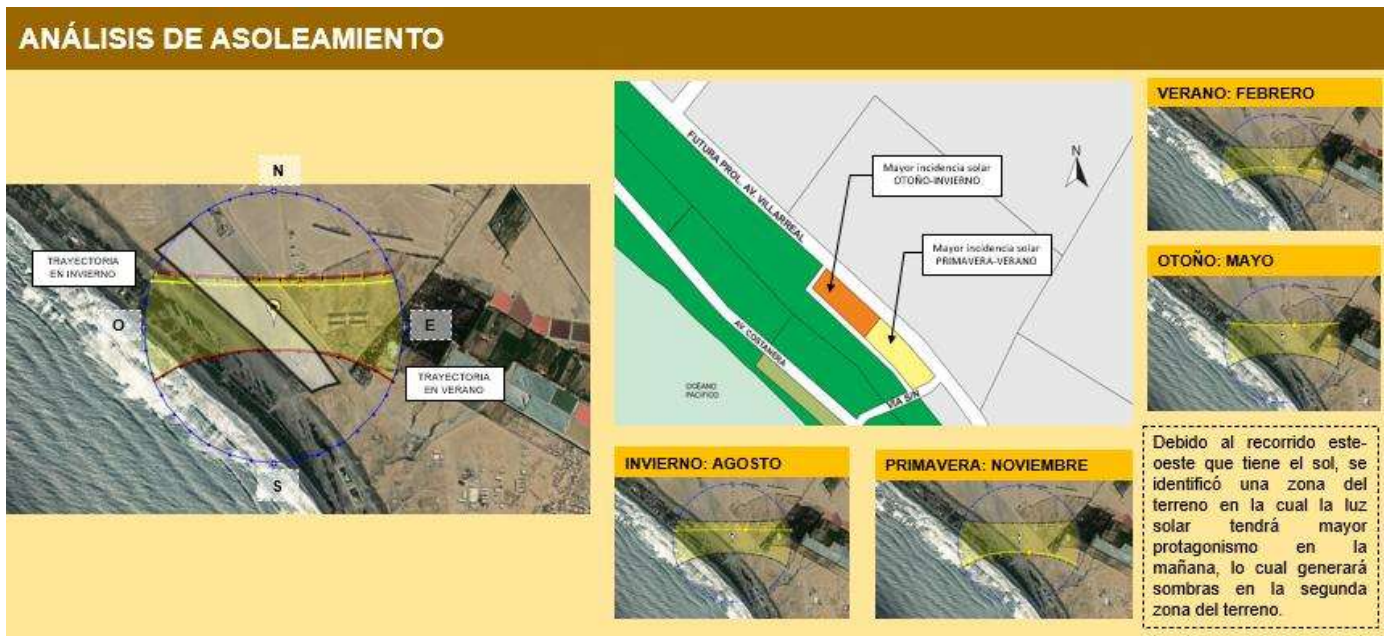 ANÁLISIS DE ASOLEAMIENTO
N
TRAYECTORIA
EN INVIERNO
O
E
TRAYECTORIA
EN VERANO
S
FUTURA PROL. AV. VILLARREAL
Mayor incidencia solar
OTOÑO-INVIERNO
N
Mayor incidencia solar
PRIMAVERA-VERANO
AV. COSTANERA
OCÉANO
PACIFICO
VIA S/N
VERANO: FEBRERO
OTOÑO: MAYO
INVIERNO: AGOSTO
PRIMAVERA: NOVIEMBRE
Debido al recorrido este-
oeste que tiene el sol, se
identificó una zona del
terreno en la cual la luz
solar tendrá mayor
protagonismo en la
mañana, lo cual generará
sombras en la segunda
zona del terreno.